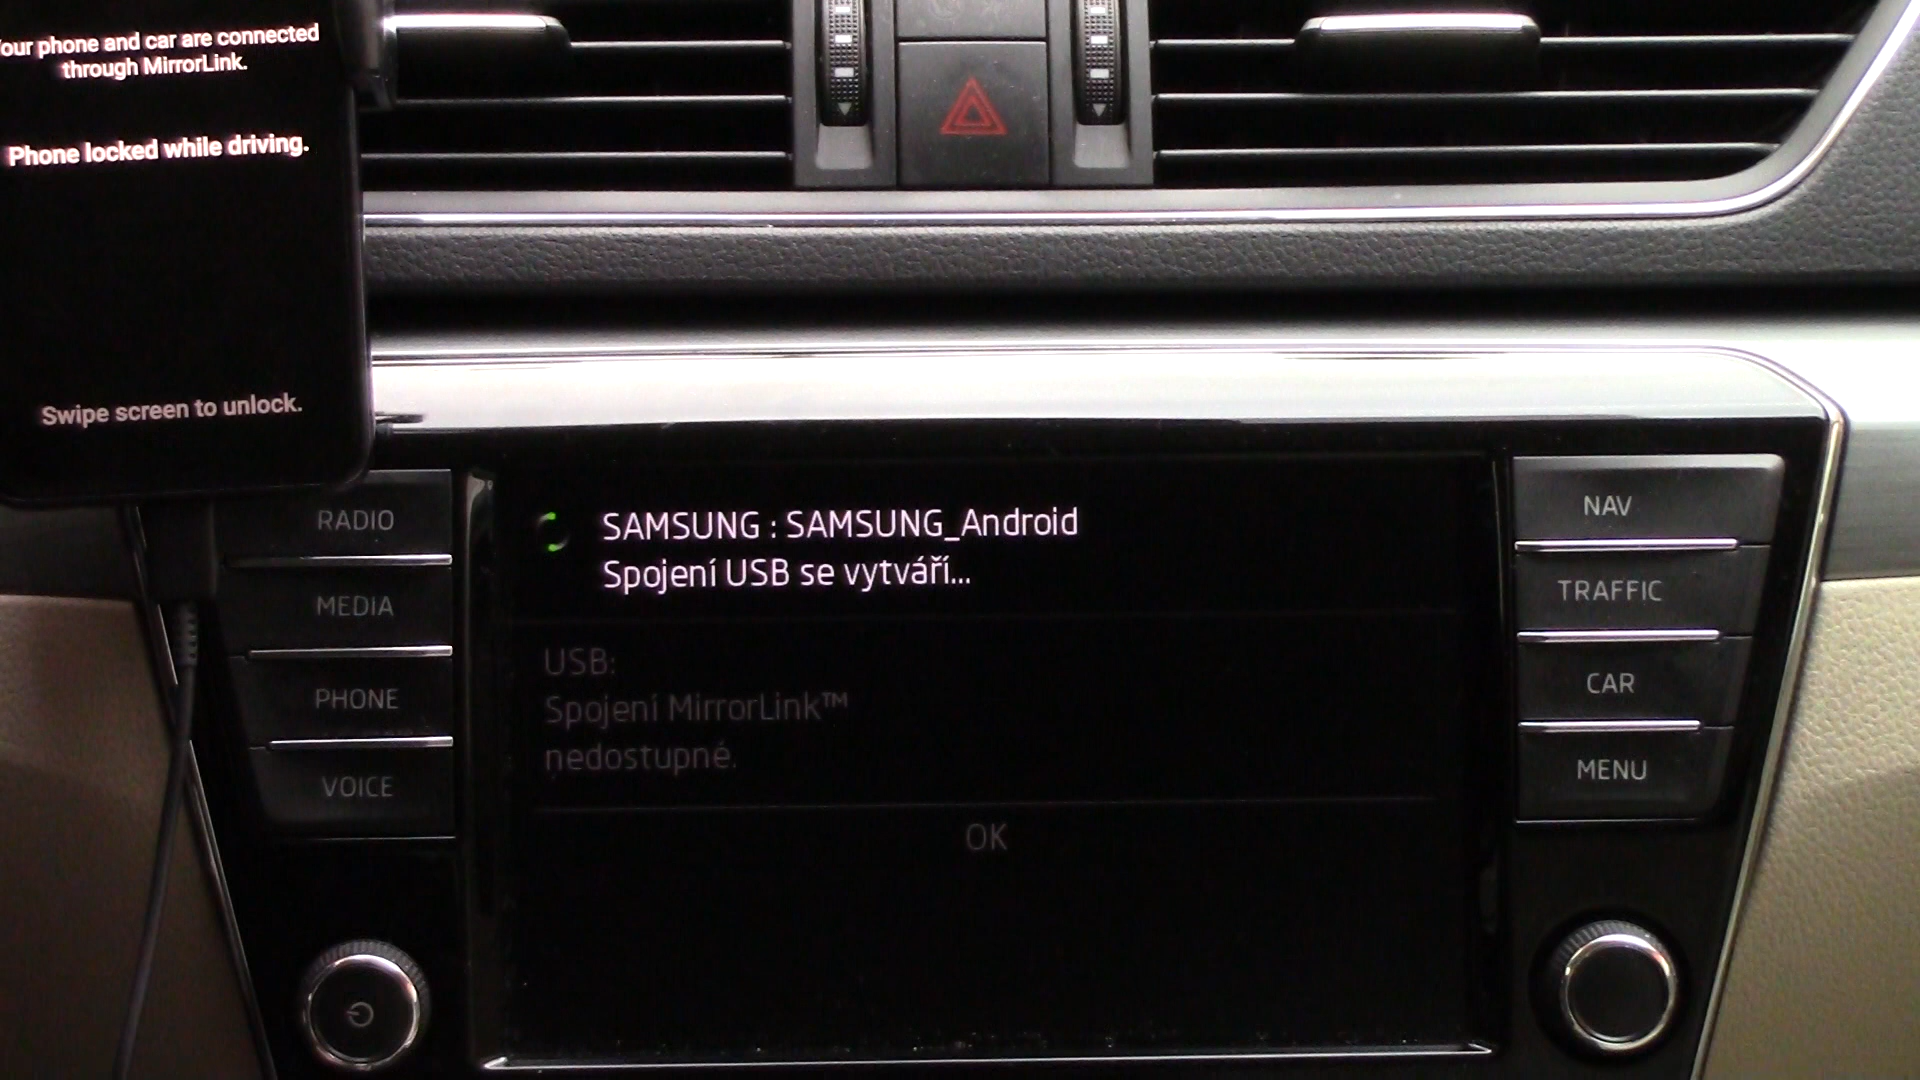 our phone and car are connected
through MirrorLink.
Phone locked while driving.
Swipe screen to unlock.
RADIO
MEDIA
PHONE
VOICE
SAMSUNG : SAMSUNG_Android
Spojení USB se vytváří...
USB:
Spojení MirrorLink™
nedostupné.
OK
NAV
TRAFFIC
CAR
MENU